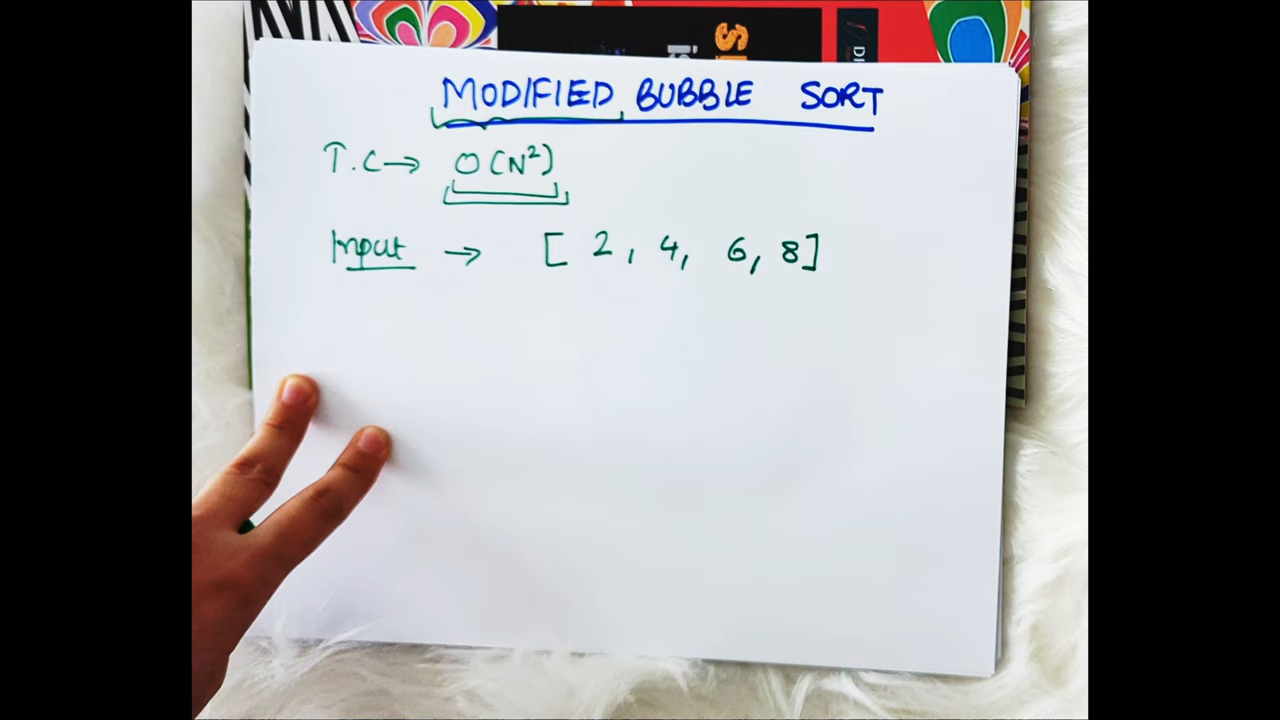 MODIFIED BUBBLE SORT
T.C → O(N²)
Input → [ 2, 4, 6, 8]